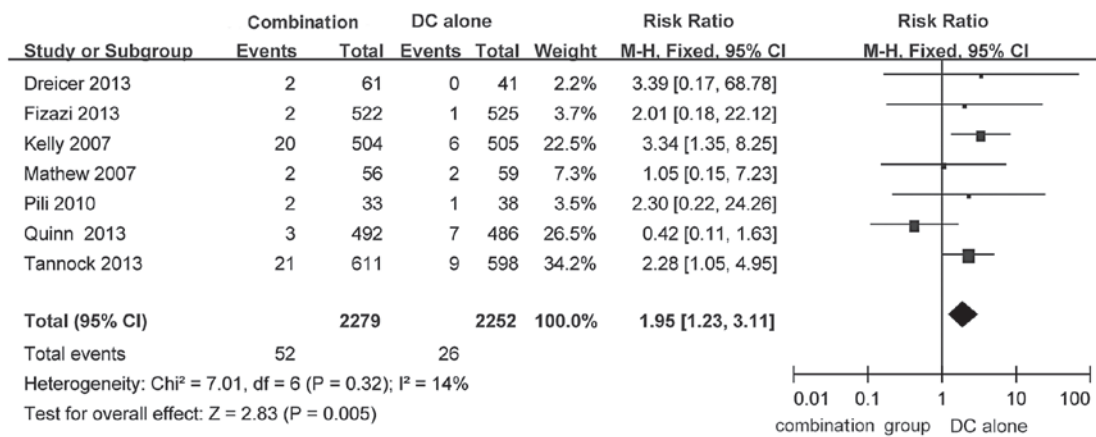 Combination DC alone Risk Ratio Risk Ratio
Study or Subgroup Events Total Events Total Weight M-H, Fixed, 95% CI M-H, Fixed, 95% CI
Dreicer 2013 2 61 0 41 2.2% 3.39 [0.17, 68.78]
Fizazi 2013 2 522 1 525 3.7% 2.01 [0.18, 22.12]
Kelly 2007 20 504 6 505 22.5% 3.34 [1.35, 8.25]
Mathew 2007 2 56 2 59 7.3% 1.05 [0.15, 7.23]
Pili 2010 2 33 1 38 3.5% 2.30 [0.22, 24.26]
Quinn 2013 3 492 7 486 26.5% 0.42 [0.11, 1.63]
Tannock 2013 21 611 9 598 34.2% 2.28 [1.05, 4.95]
Total (95% CI) 2279 2252 100.0% 1.95 [1.23, 3.11]
Total events 52 26
Heterogeneity: Chi² = 7.01, df = 6 (P = 0.32); I² = 14%
Test for overall effect: Z = 2.83 (P = 0.005)
0.01 0.1 1 10 100
combination group DC alone